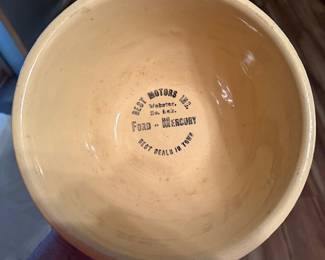 BEST MOTORS INC.
Webster,
So. Dak.
FORD - MERCURY
BEST DEALS IN TOWN